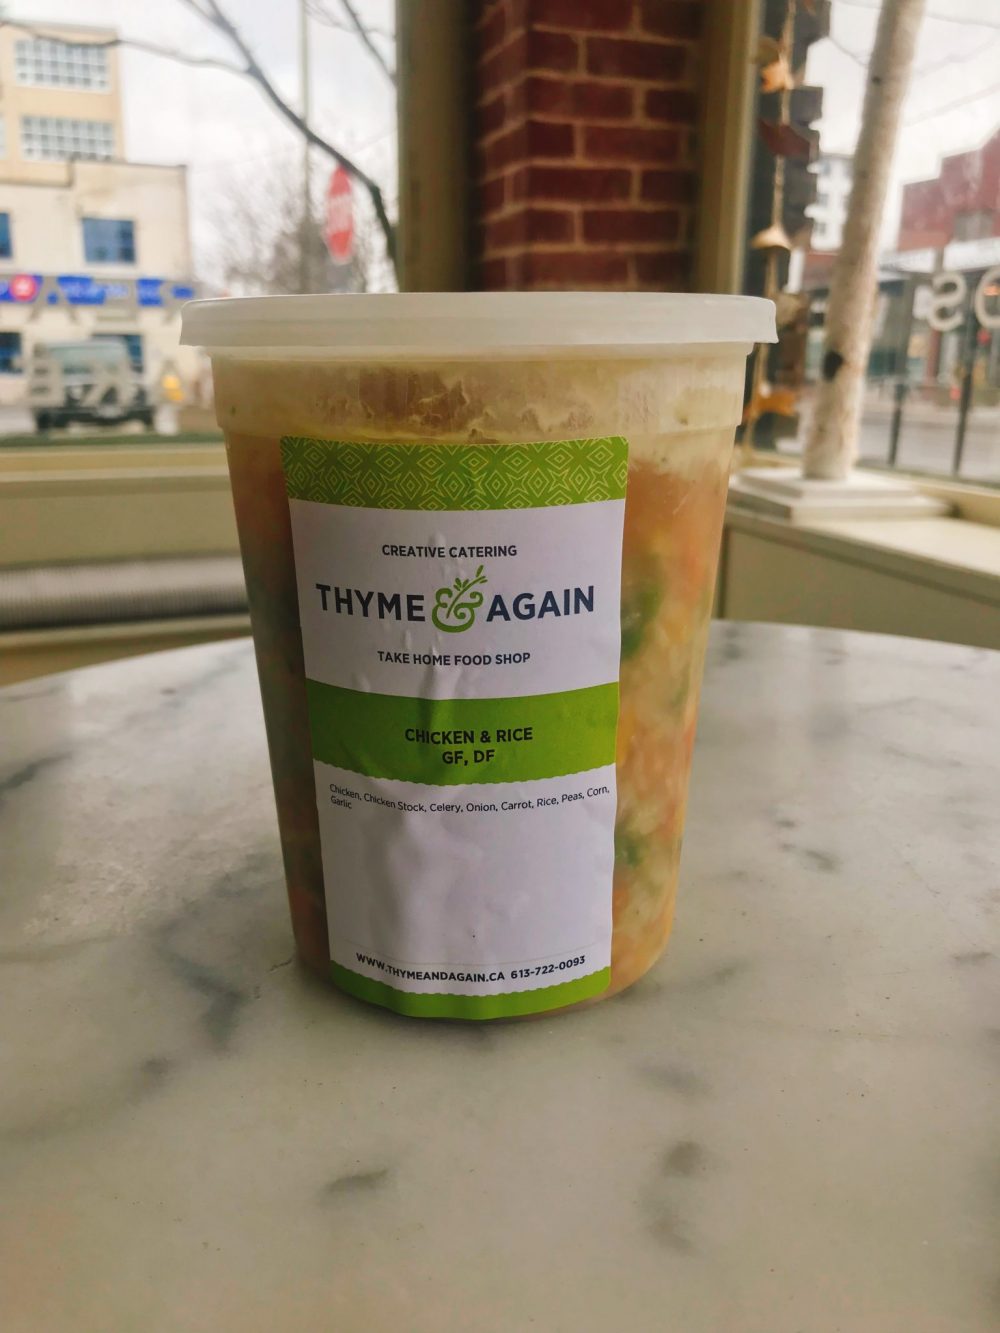 CREATIVE CATERING
THYME & AGAIN
TAKE HOME FOOD SHOP
CHICKEN & RICE
GF, DF
Chicken, Chicken Stock, Celery, Onion, Carrot, Rice, Peas, Corn,
Garlic
WWW.THYMEANDAGAIN.CA 613-722-0093
STOP